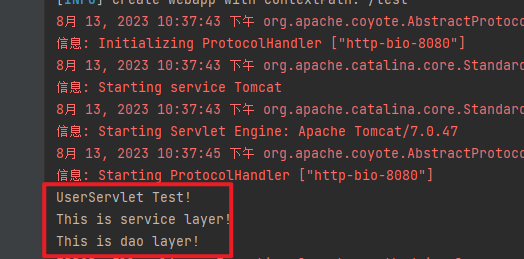 [INFO] create webapp with contextPath: /test
8月 13, 2023 10:37:43 下午 org.apache.coyote.AbstractProtoc
信息: Initializing ProtocolHandler ["http-bio-8080"]
8月 13, 2023 10:37:43 下午 org.apache.catalina.core.Standar
信息: Starting service Tomcat
8月 13, 2023 10:37:43 下午 org.apache.catalina.core.Standar
信息: Starting Servlet Engine: Apache Tomcat/7.0.47
8月 13, 2023 10:37:45 下午 org.apache.coyote.AbstractProtoc
信息: Starting ProtocolHandler ["http-bio-8080"]
UserServlet Test!
This is service layer!
This is dao layer!